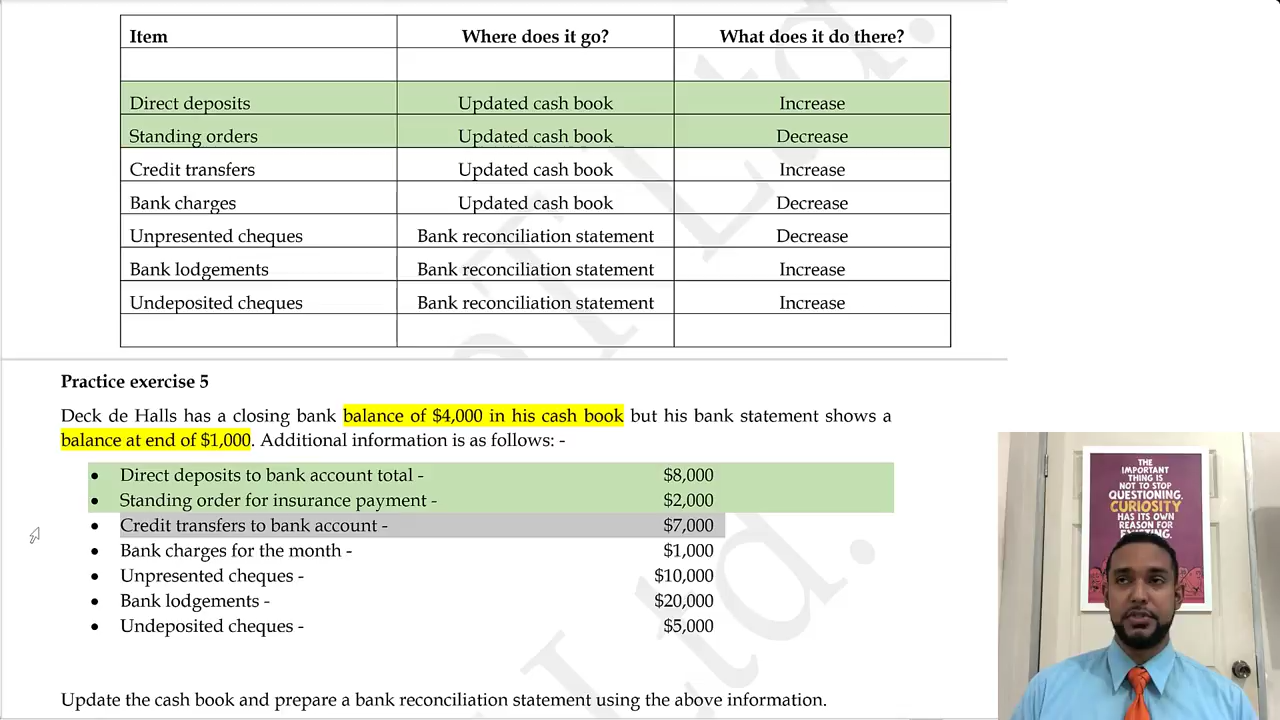 Item Where does it go? What does it do there?
Direct deposits Updated cash book Increase
Standing orders Updated cash book Decrease
Credit transfers Updated cash book Increase
Bank charges Updated cash book Decrease
Unpresented cheques Bank reconciliation statement Decrease
Bank lodgements Bank reconciliation statement Increase
Undeposited cheques Bank reconciliation statement Increase
Practice exercise 5
Deck de Halls has a closing bank balance of $4,000 in his cash book but his bank statement shows a
balance at end of $1,000. Additional information is as follows: -
• Direct deposits to bank account total - $8,000
• Standing order for insurance payment - $2,000
• Credit transfers to bank account - $7,000
• Bank charges for the month - $1,000
• Unpresented cheques - $10,000
• Bank lodgements - $20,000
• Undeposited cheques - $5,000
Update the cash book and prepare a bank reconciliation statement using the above information.
THE
IMPORTANT
THING IS
NOT TO STOP
QUESTIONING.
CURIOSITY
HAS ITS OWN
REASON FOR
EXISTING.